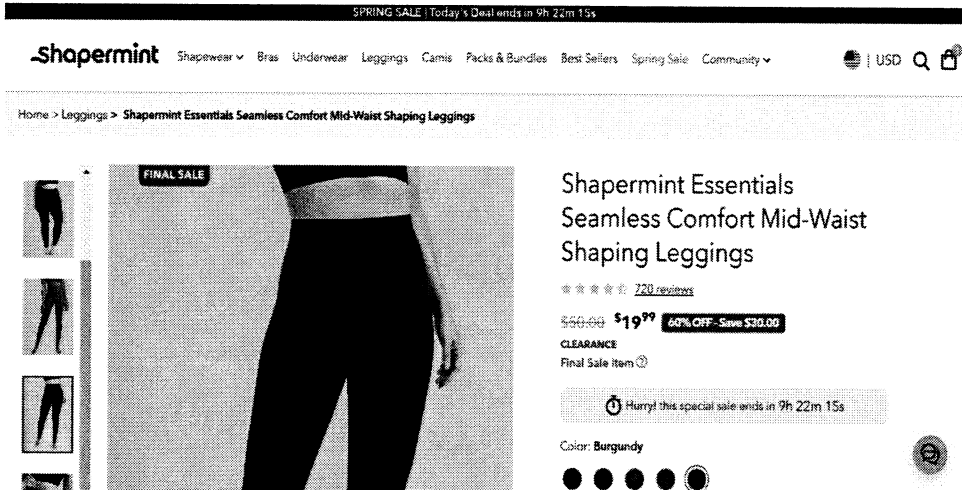 SPRING SALE | Today's Deal ends in 9h 22m 15s
Shapermint Shapewear Bras Underwear Leggings Camis Packs & Bundles Best Sellers Spring Sale Community | USD
Home > Leggings > Shapermint Essentials Seamless Comfort Mid-Waist Shaping Leggings
FINAL SALE
Shapermint Essentials
Seamless Comfort Mid-Waist
Shaping Leggings
720 reviews
$50.00 $19⁹⁹ 60% OFF - Save $30.00
CLEARANCE
Final Sale item
Hurry! this special sale ends in 9h 22m 15s
Color: Burgundy